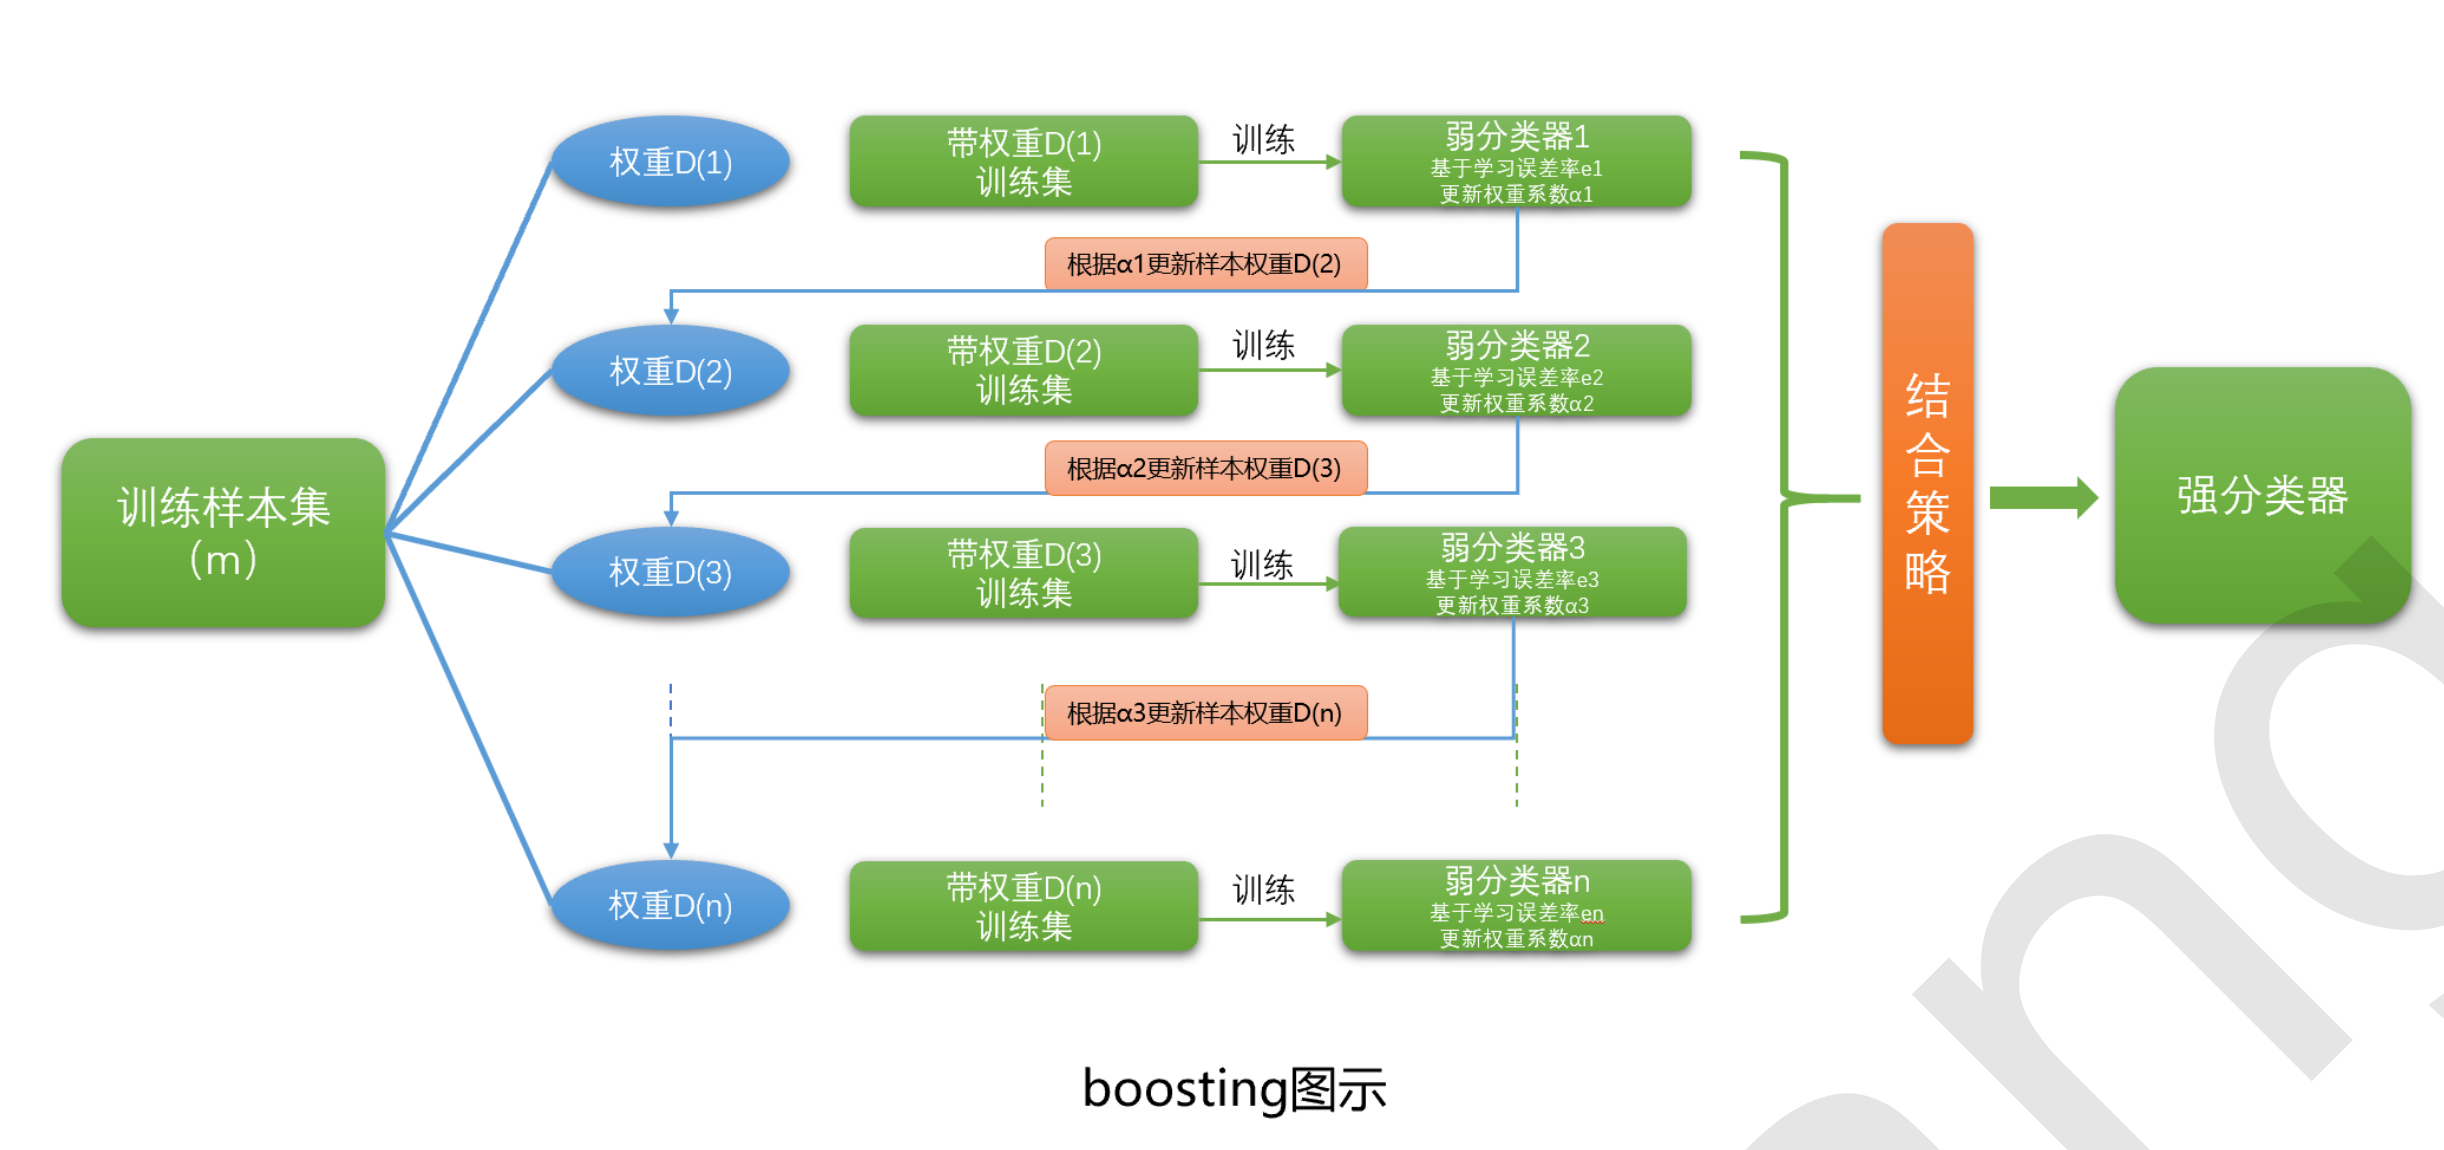 训练样本集
(m)
权重D(1)
带权重D(1)
训练集
训练
弱分类器1
基于学习误差率e1
更新权重系数α1
根据α1更新样本权重D(2)
权重D(2)
带权重D(2)
训练集
训练
弱分类器2
基于学习误差率e2
更新权重系数α2
根据α2更新样本权重D(3)
权重D(3)
带权重D(3)
训练集
训练
弱分类器3
基于学习误差率e3
更新权重系数α3
根据α3更新样本权重D(n)
权重D(n)
带权重D(n)
训练集
训练
弱分类器n
基于学习误差率en
更新权重系数αn
结合策略
强分类器
boosting图示